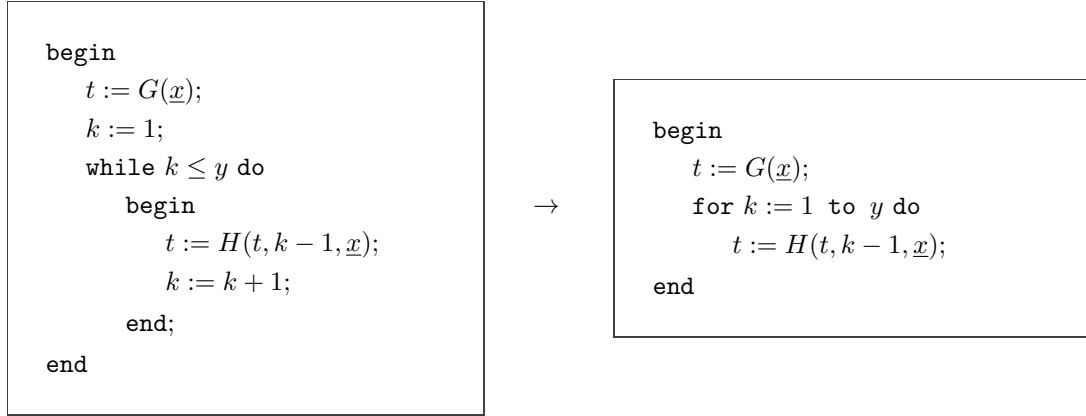 begin
t := G(x);
k := 1;
while k ≤ y do
begin
t := H(t, k − 1, x);
k := k + 1;
end;
end
→
begin
t := G(x);
for k := 1 to y do
t := H(t, k − 1, x);
end